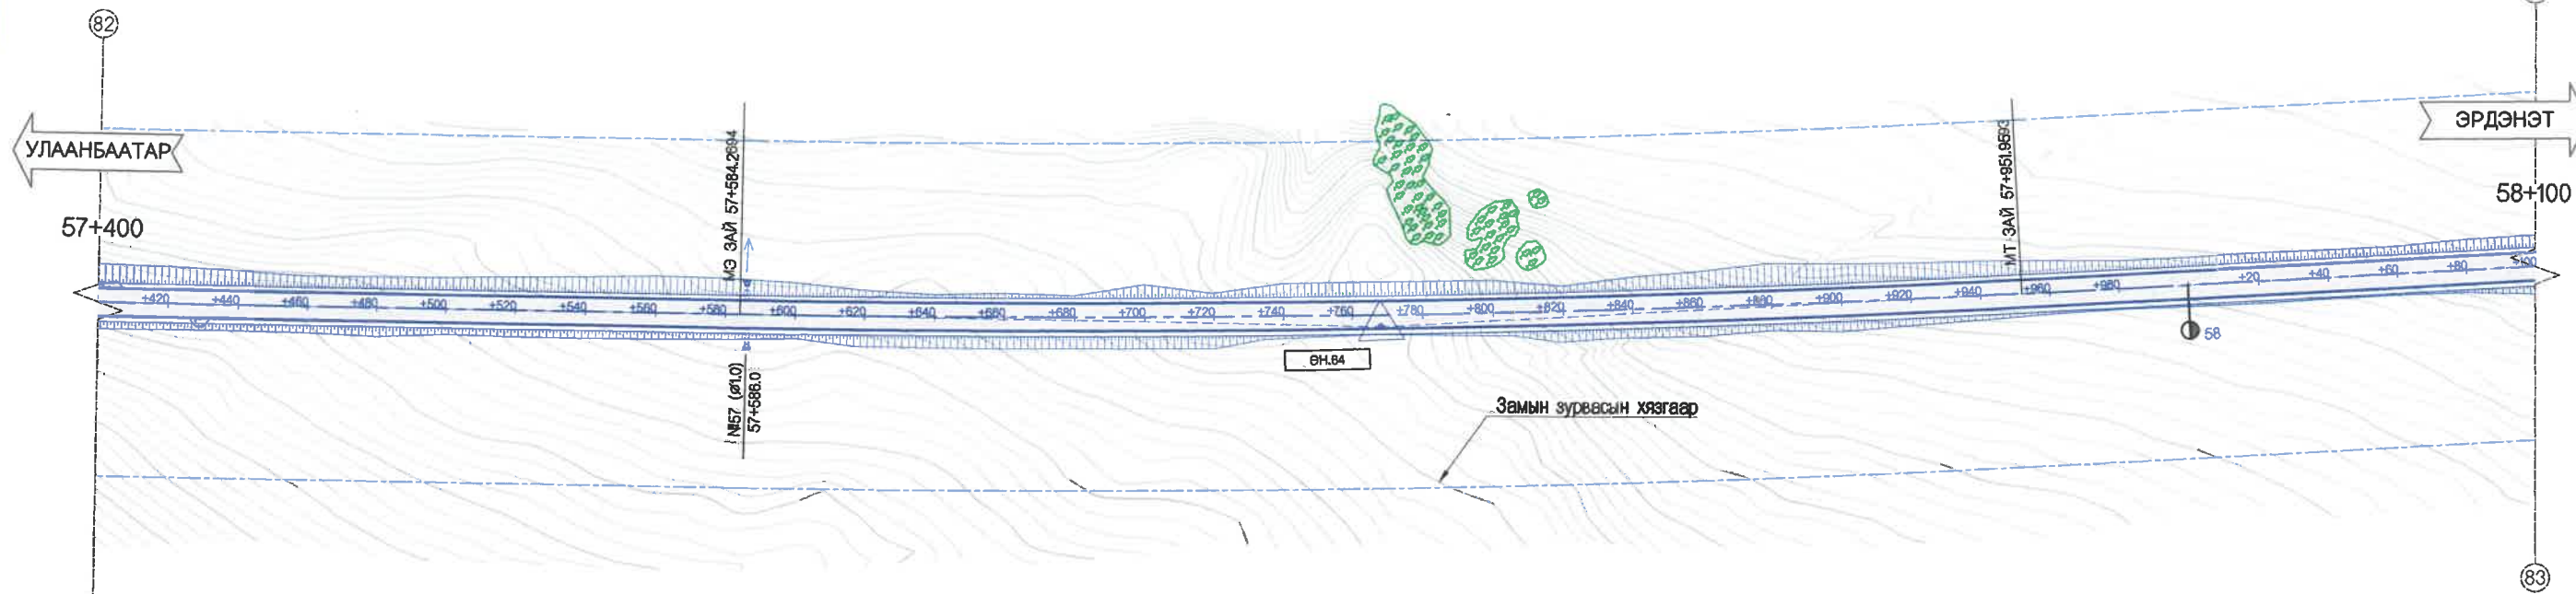 82
УЛААНБААТАР
ЭРДЭНЭТ
57+400
58+100
МЭ ЗАЙ 57+584.2694
МТ ЗАЙ 57+951.9893
+420 +440 +460 +480 +500 +520 +540 +560 +580 +600 +620 +640 +660 +680 +700 +720 +740 +760 +780 +800 +820 +840 +860 +880 +900 +920 +940 +960 +980 +20 +40 +60 +80
58
ӨН.64
№57 (ø1.0)
57+586.0
Замын зурвасын хязгаар
83